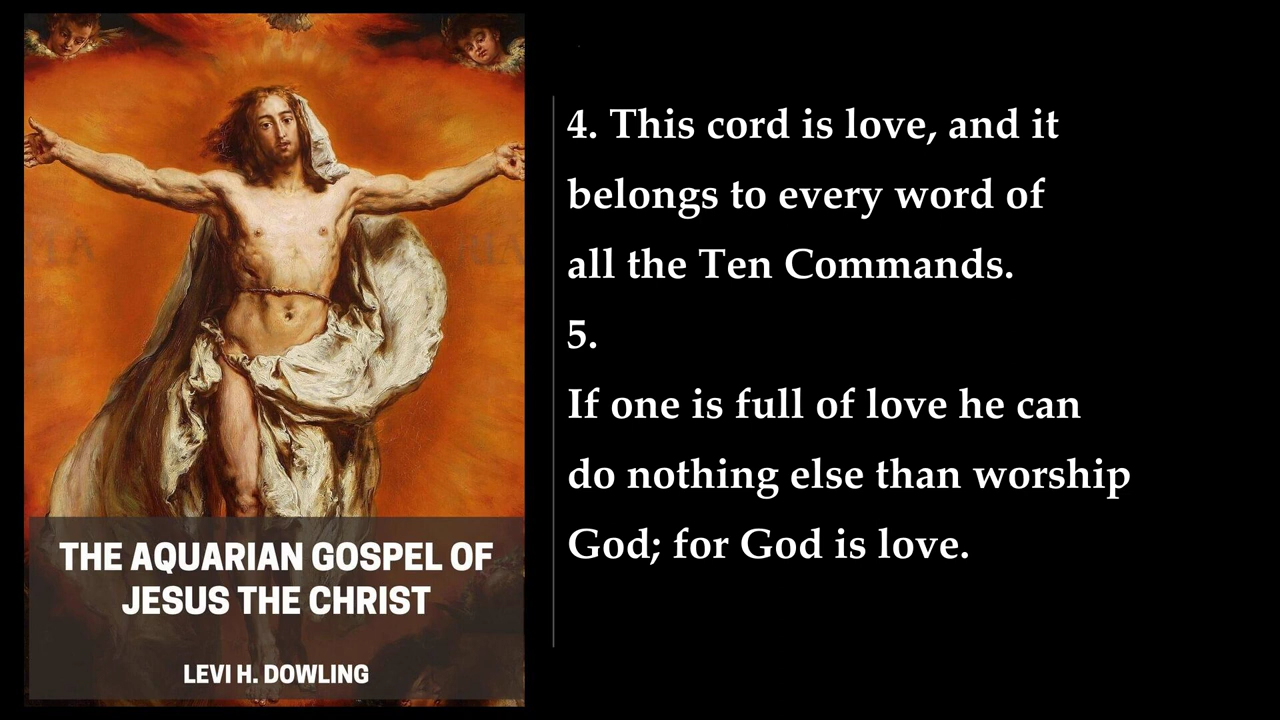 THE AQUARIAN GOSPEL OF
JESUS THE CHRIST
LEVI H. DOWLING
4. This cord is love, and it
belongs to every word of
all the Ten Commands.
5.
If one is full of love he can
do nothing else than worship
God; for God is love.